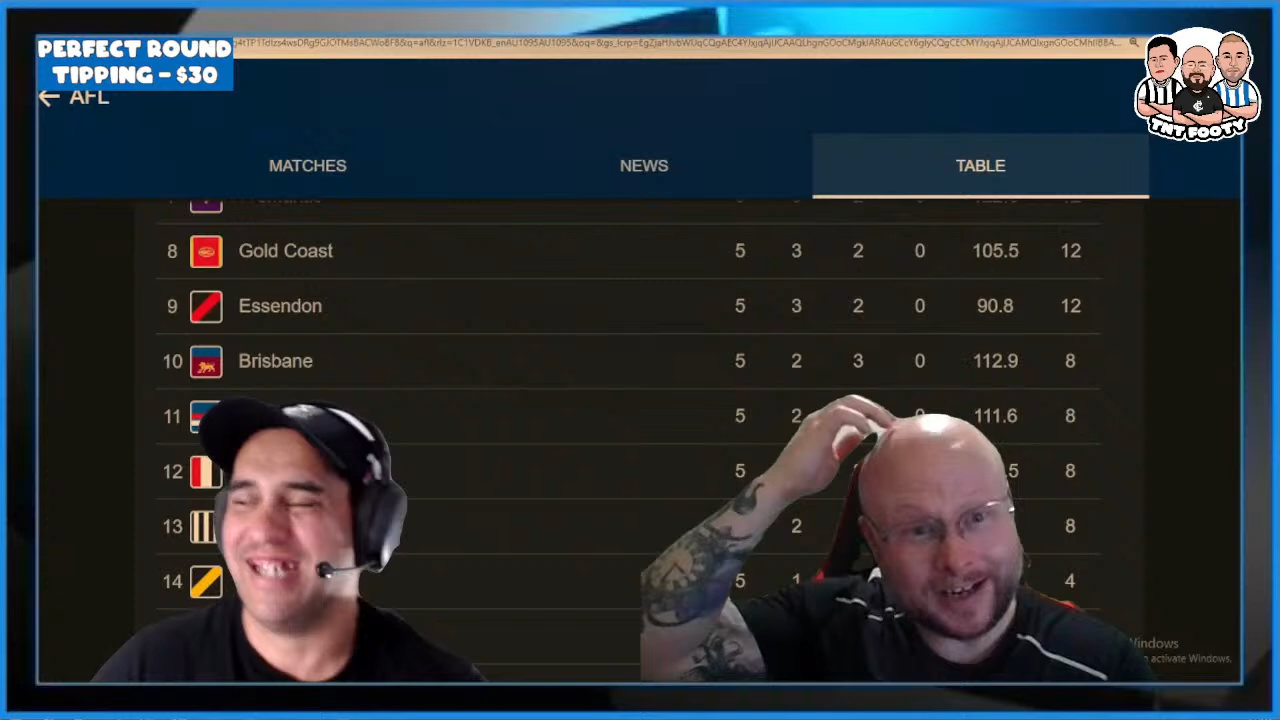 PERFECT ROUND
TIPPING – $30
TNT FOOTY
← AFL
MATCHES NEWS TABLE
8 Gold Coast 5 3 2 0 105.5 12
9 Essendon 5 3 2 0 90.8 12
10 Brisbane 5 2 3 0 112.9 8
11 5 2 111.6 8
12 5 8
13 2 8
14 5 1 4
Windows
activate Windows.